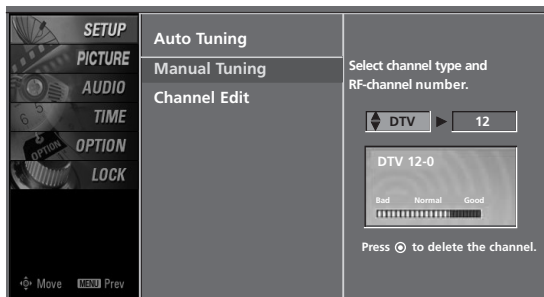 SETUP
PICTURE
AUDIO
TIME
OPTION
LOCK
Move MENU Prev
Auto Tuning
Manual Tuning
Channel Edit
Select channel type and
RF-channel number.
DTV 12
DTV 12-0
Bad Normal Good
Press to delete the channel.